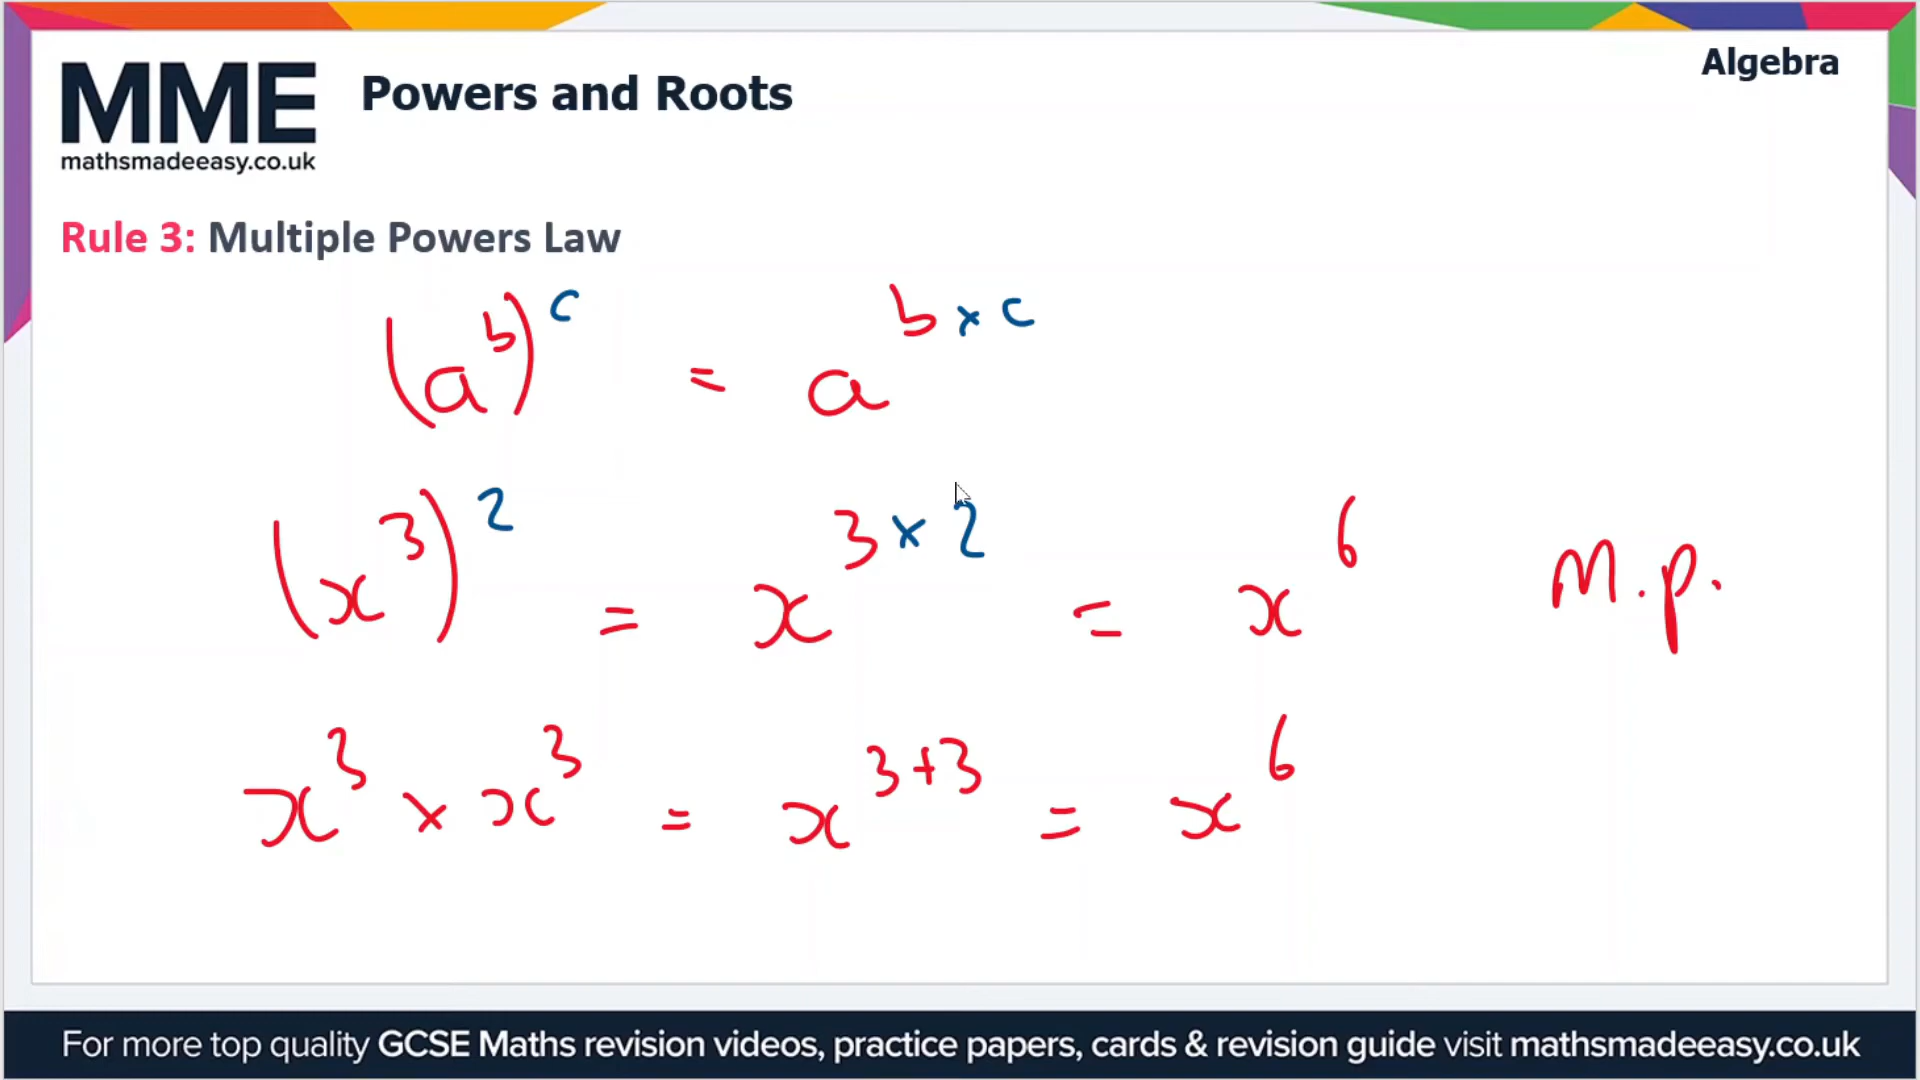 Algebra
MME
Powers and Roots
mathsmadeeasy.co.uk
Rule 3: Multiple Powers Law
(a^b)^c = a^{b×c}
(x^3)^2 = x^{3×2} = x^6 M.p.
x^3 × x^3 = x^{3+3} = x^6
For more top quality GCSE Maths revision videos, practice papers, cards & revision guide visit mathsmadeeasy.co.uk